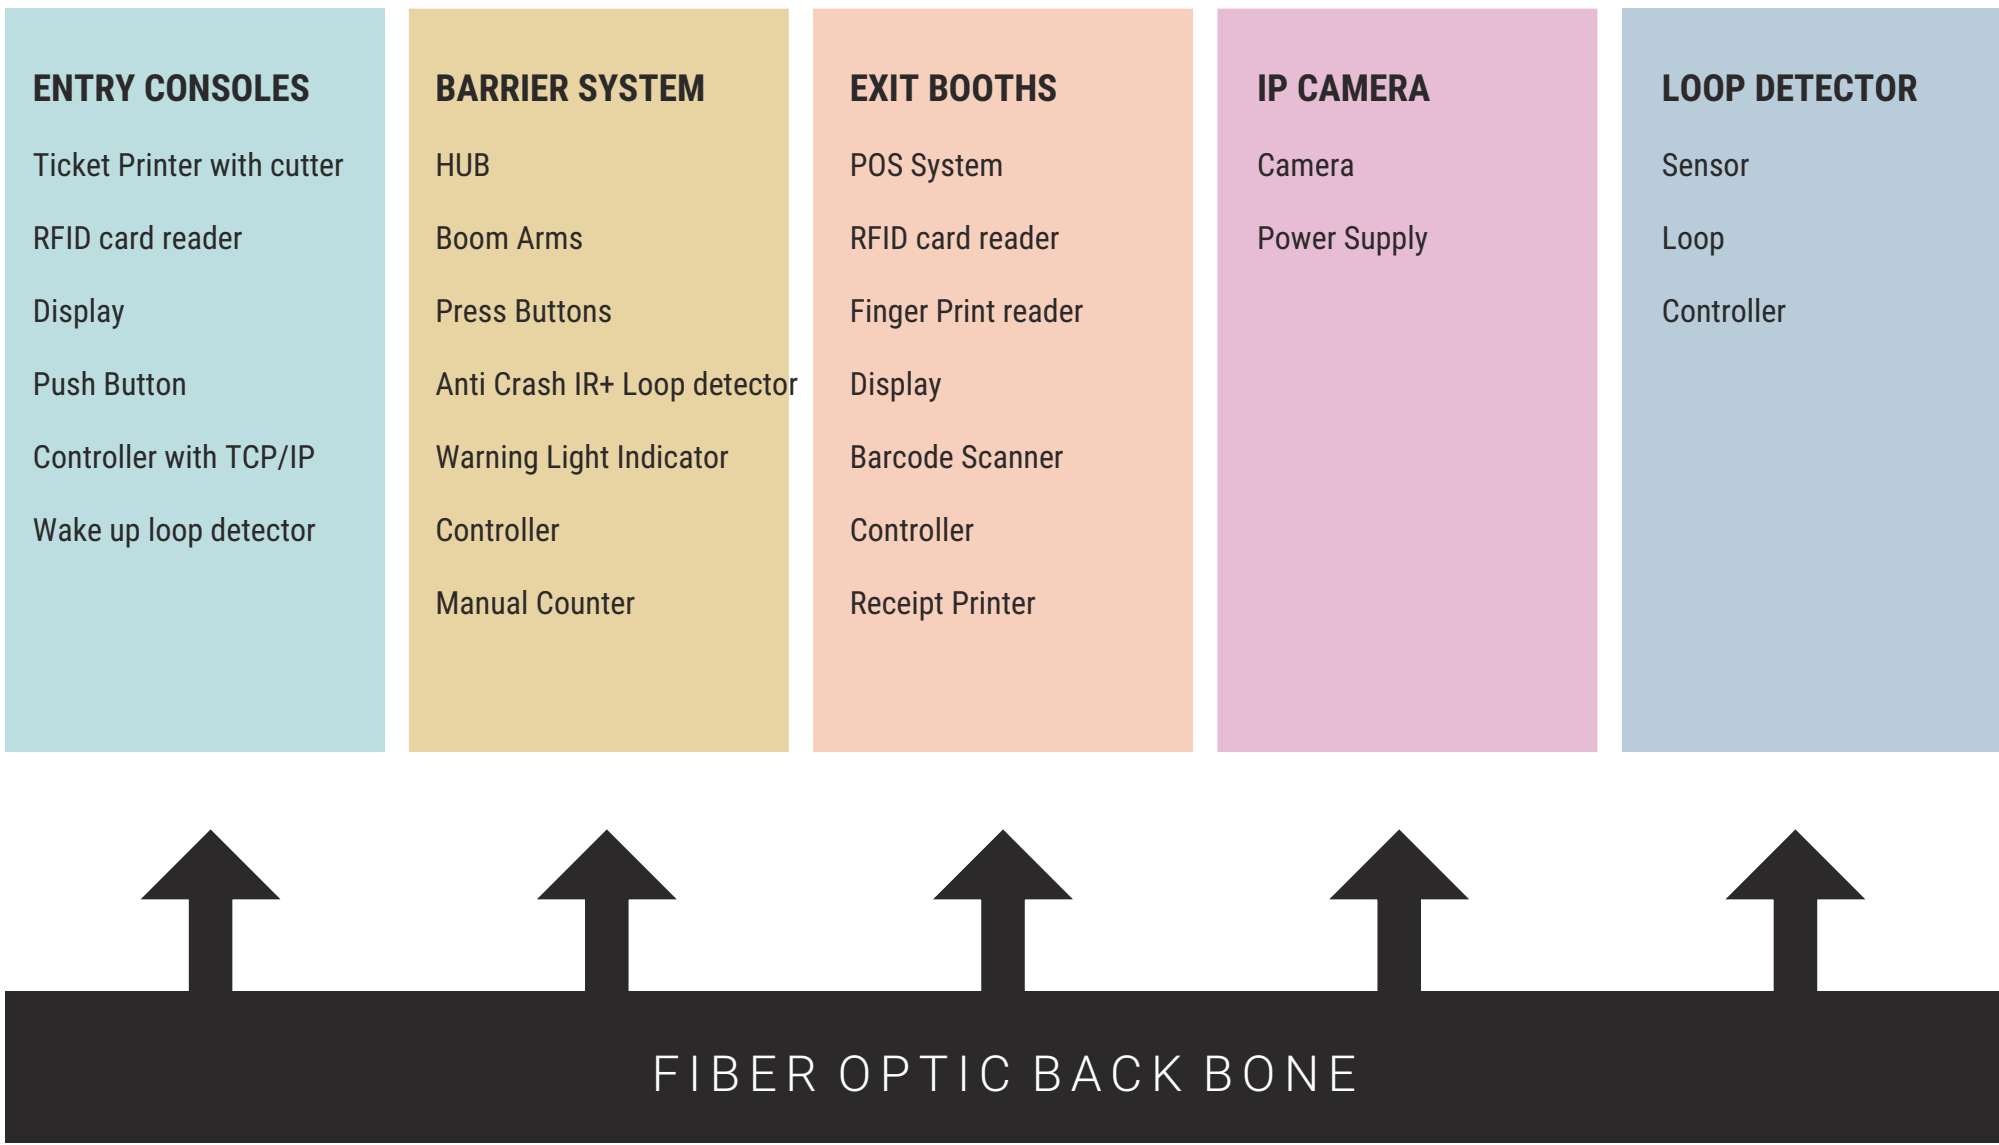 ENTRY CONSOLES
Ticket Printer with cutter
RFID card reader
Display
Push Button
Controller with TCP/IP
Wake up loop detector
BARRIER SYSTEM
HUB
Boom Arms
Press Buttons
Anti Crash IR+ Loop detector
Warning Light Indicator
Controller
Manual Counter
EXIT BOOTHS
POS System
RFID card reader
Finger Print reader
Display
Barcode Scanner
Controller
Receipt Printer
IP CAMERA
Camera
Power Supply
LOOP DETECTOR
Sensor
Loop
Controller
FIBER OPTIC BACK BONE